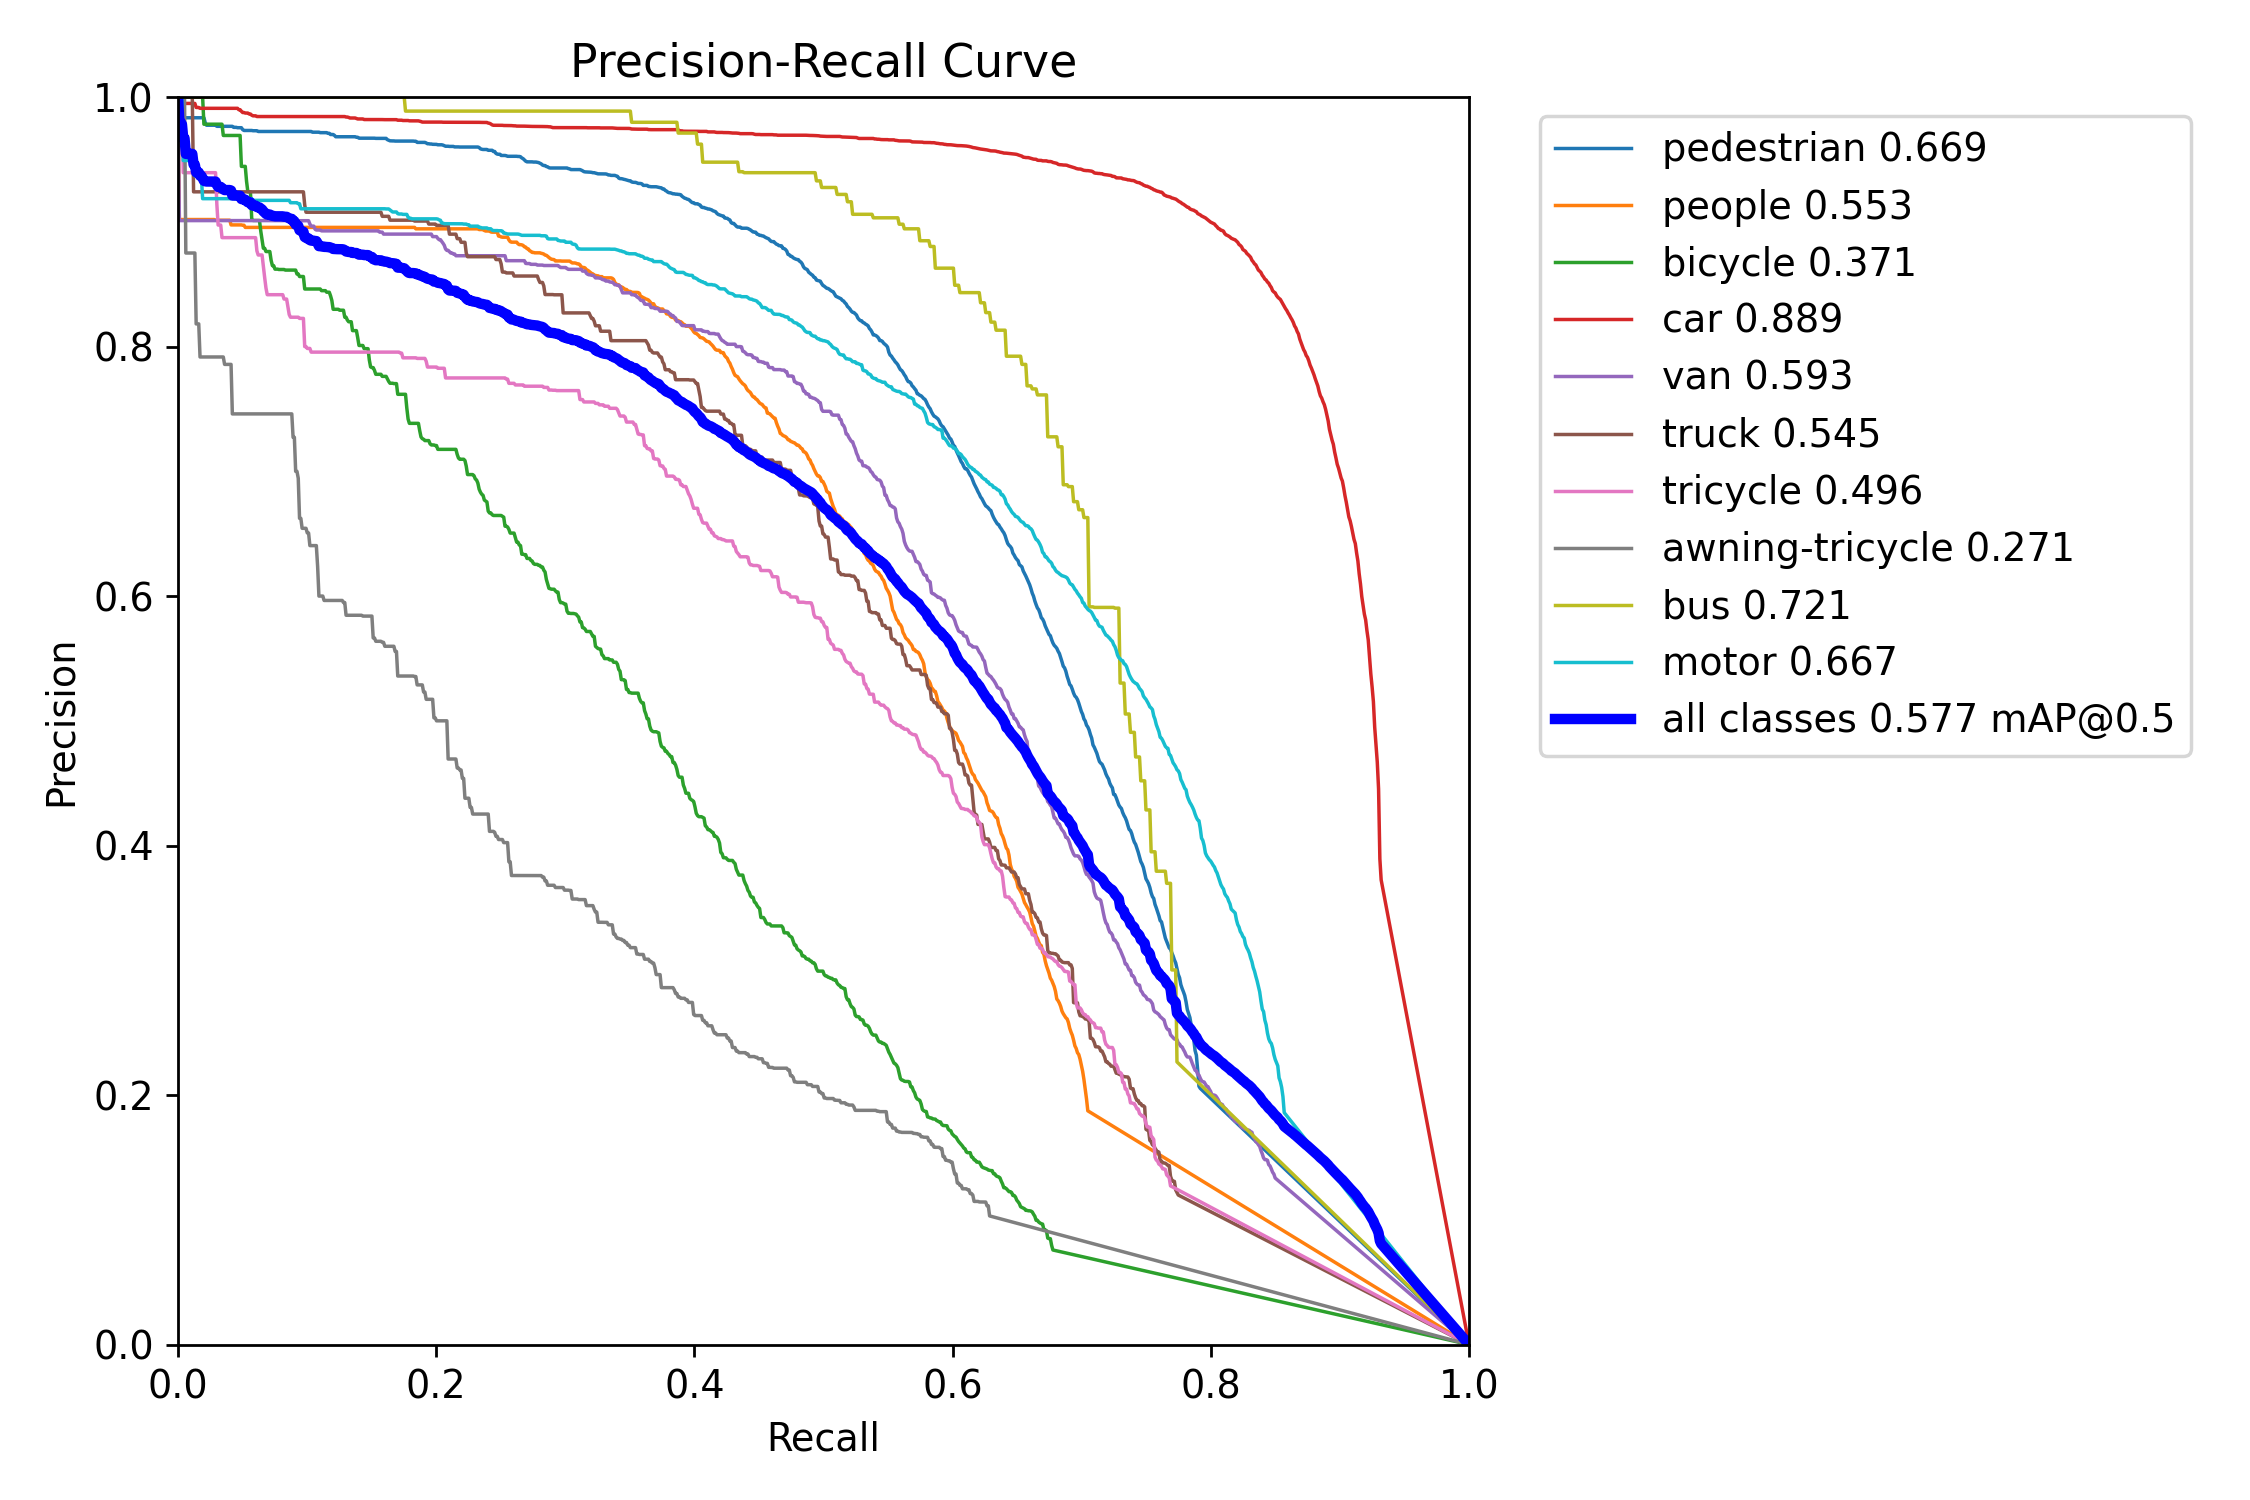 Precision-Recall Curve
1.0
0.8
0.6
0.4
0.2
0.0
Precision
0.0 0.2 0.4 0.6 0.8 1.0
Recall
pedestrian 0.669
people 0.553
bicycle 0.371
car 0.889
van 0.593
truck 0.545
tricycle 0.496
awning-tricycle 0.271
bus 0.721
motor 0.667
all classes 0.577 mAP@0.5